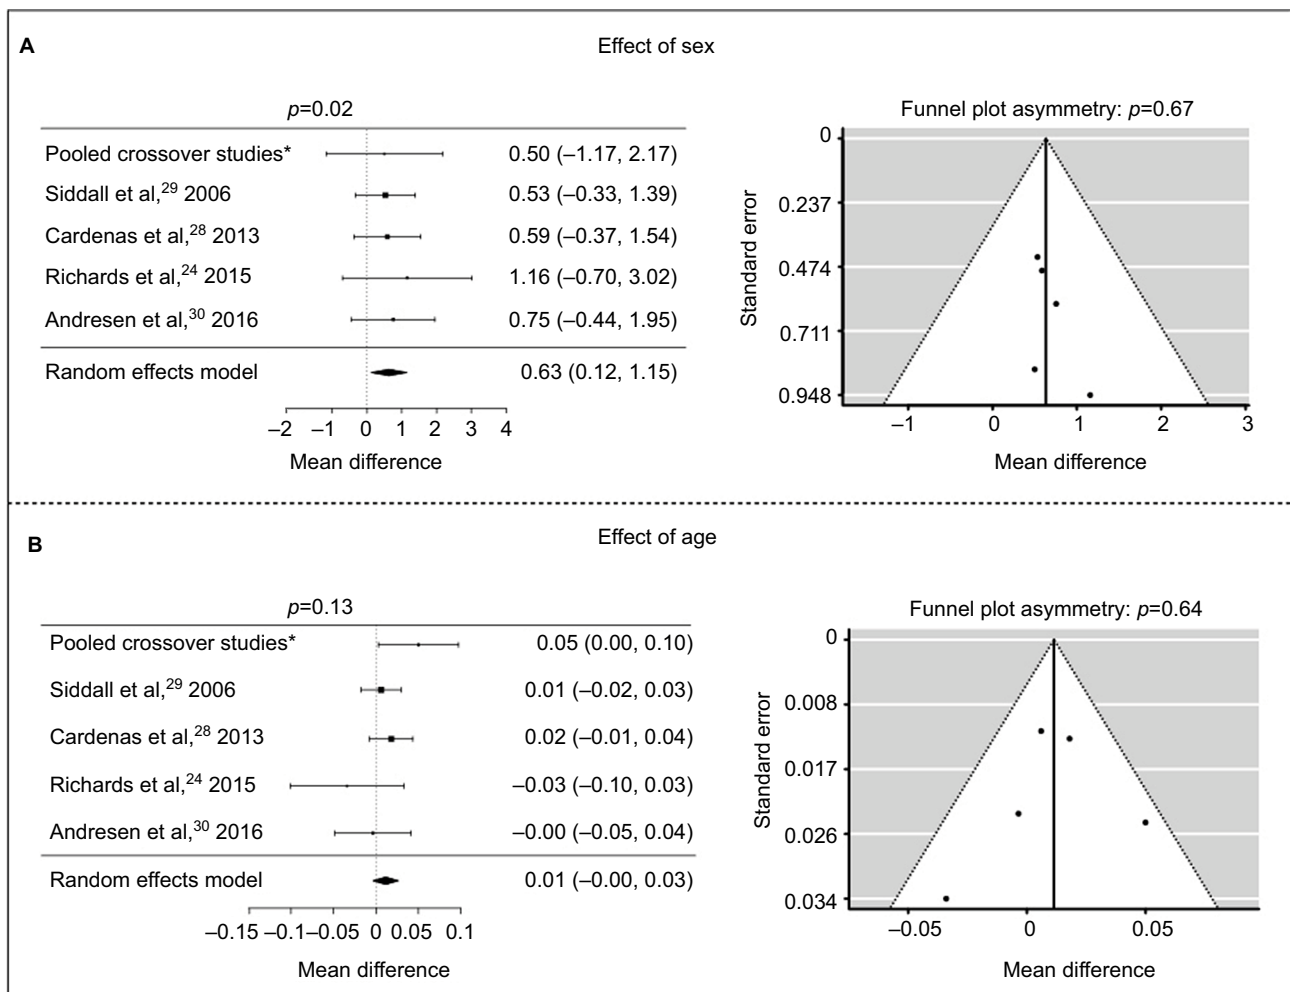 A
Effect of sex
p=0.02
Pooled crossover studies* 0.50 (–1.17, 2.17)
Siddall et al,29 2006 0.53 (–0.33, 1.39)
Cardenas et al,28 2013 0.59 (–0.37, 1.54)
Richards et al,24 2015 1.16 (–0.70, 3.02)
Andresen et al,30 2016 0.75 (–0.44, 1.95)
Random effects model 0.63 (0.12, 1.15)
–2 –1 0 1 2 3 4
Mean difference
Funnel plot asymmetry: p=0.67
Standard error
0
0.237
0.474
0.711
0.948
–1 0 1 2 3
Mean difference
B
Effect of age
p=0.13
Pooled crossover studies* 0.05 (0.00, 0.10)
Siddall et al,29 2006 0.01 (–0.02, 0.03)
Cardenas et al,28 2013 0.02 (–0.01, 0.04)
Richards et al,24 2015 –0.03 (–0.10, 0.03)
Andresen et al,30 2016 –0.00 (–0.05, 0.04)
Random effects model 0.01 (–0.00, 0.03)
–0.15 –0.1 –0.05 0 0.05 0.1
Mean difference
Funnel plot asymmetry: p=0.64
Standard error
0
0.008
0.017
0.026
0.034
–0.05 0 0.05
Mean difference